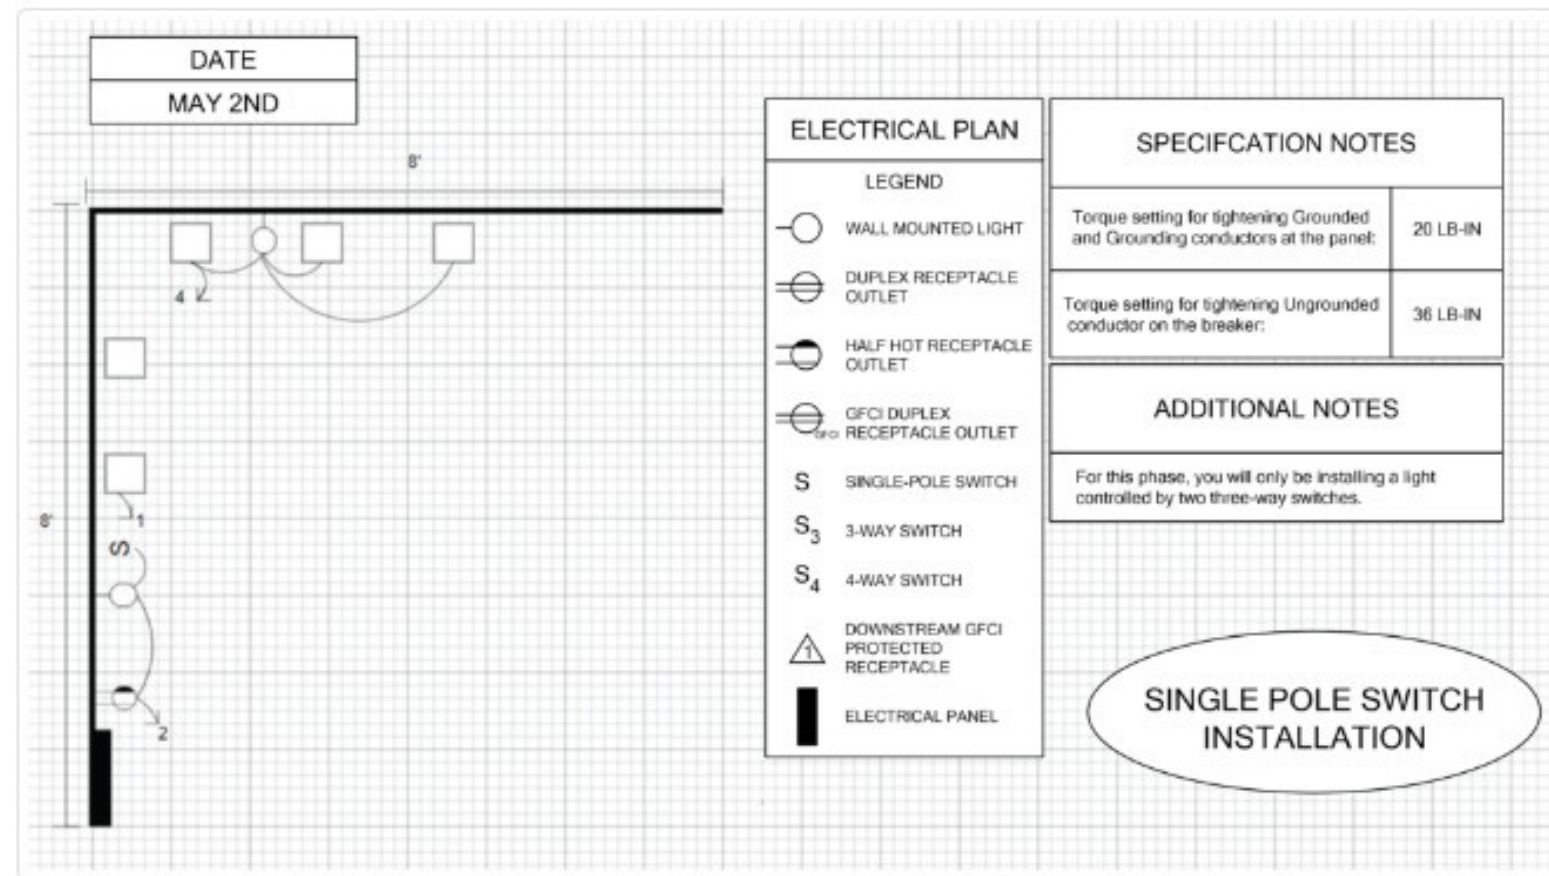 DATE
MAY 2ND
8'
4
1
8'
S
2
ELECTRICAL PLAN
LEGEND
WALL MOUNTED LIGHT
DUPLEX RECEPTACLE
OUTLET
HALF HOT RECEPTACLE
OUTLET
GFCI DUPLEX
GFCI RECEPTACLE OUTLET
S SINGLE-POLE SWITCH
S3 3-WAY SWITCH
S4 4-WAY SWITCH
DOWNSTREAM GFCI
1 PROTECTED
RECEPTACLE
ELECTRICAL PANEL
SPECIFCATION NOTES
Torque setting for tightening Grounded
and Grounding conductors at the panel:
20 LB-IN
Torque setting for tightening Ungrounded
conductor on the breaker:
36 LB-IN
ADDITIONAL NOTES
For this phase, you will only be installing a light
controlled by two three-way switches.
SINGLE POLE SWITCH
INSTALLATION